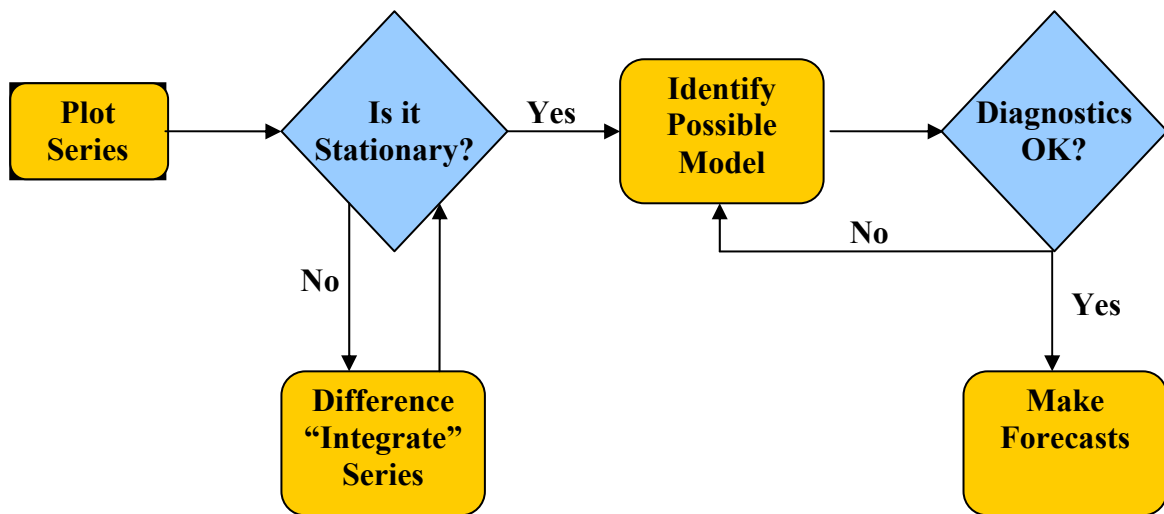 Plot
Series
Is it
Stationary?
Yes
Identify
Possible
Model
Diagnostics
OK?
No
No
Yes
Difference
“Integrate”
Series
Make
Forecasts